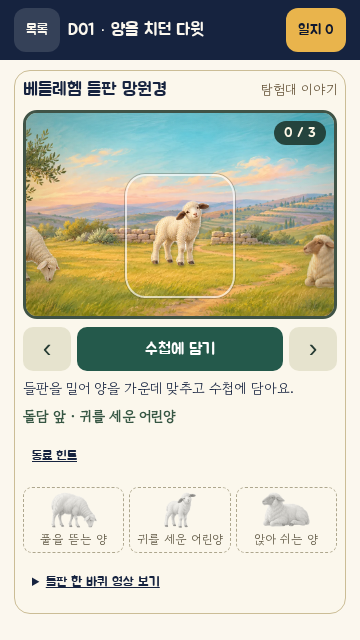 목록
D01 · 양을 치던 다윗
일지 0
베들레헴 들판 망원경
탐험대 이야기
0 / 3
‹
수첩에 담기
›
들판을 밀어 양을 가운데 맞추고 수첩에 담아요.
돌담 앞 · 귀를 세운 어린양
동료 힌트
풀을 뜯는 양
귀를 세운 어린양
앉아 쉬는 양
▶ 들판 한 바퀴 영상 보기